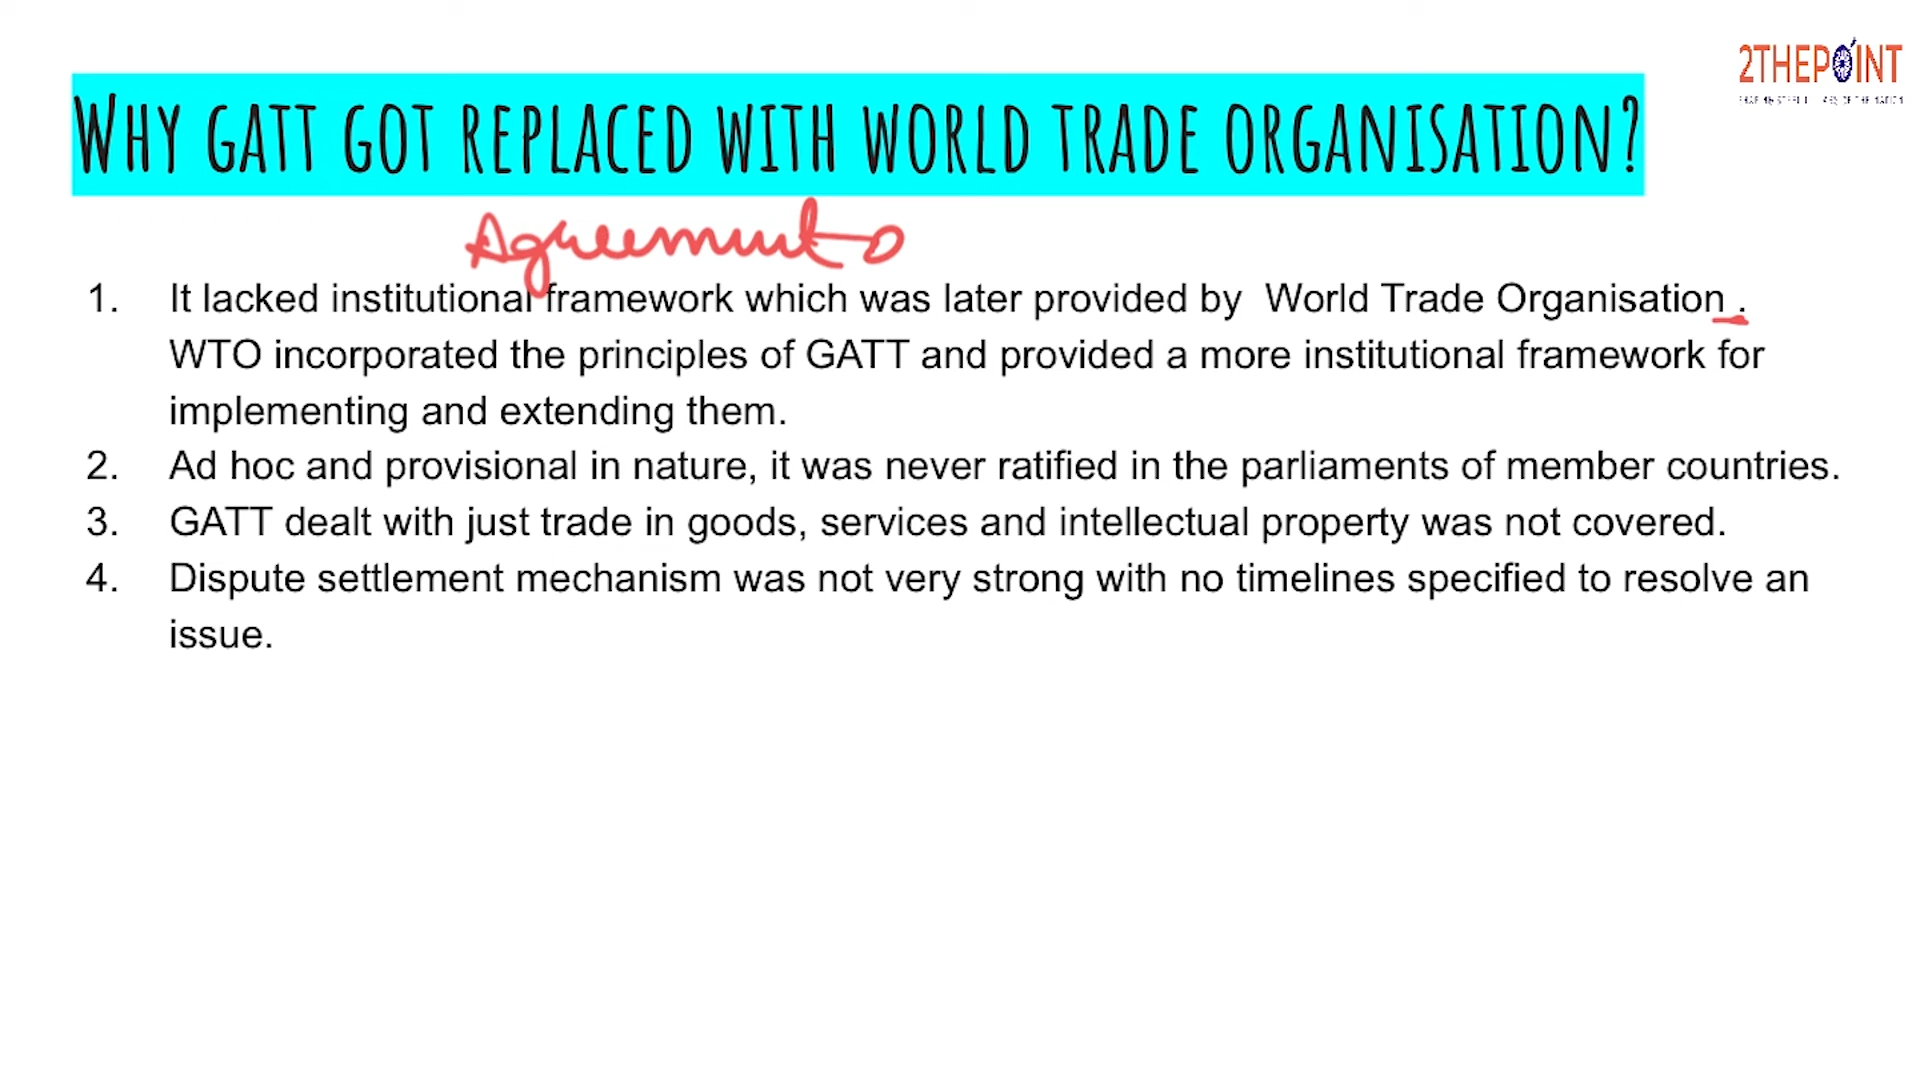 2THEPOINT
WHY GATT GOT REPLACED WITH WORLD TRADE ORGANISATION?
Agreements
1. It lacked institutional framework which was later provided by World Trade Organisation .
WTO incorporated the principles of GATT and provided a more institutional framework for
implementing and extending them.
2. Ad hoc and provisional in nature, it was never ratified in the parliaments of member countries.
3. GATT dealt with just trade in goods, services and intellectual property was not covered.
4. Dispute settlement mechanism was not very strong with no timelines specified to resolve an
issue.